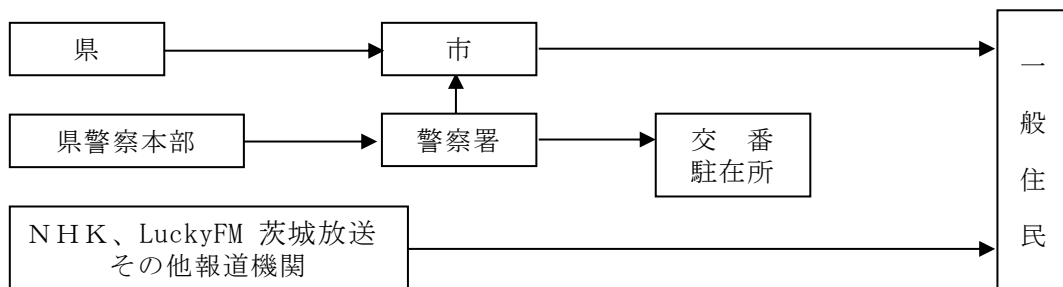 県
市
県警察本部
警察署
交　番
駐在所
ＮＨＫ、LuckyFM 茨城放送
その他報道機関
一
般
住
民